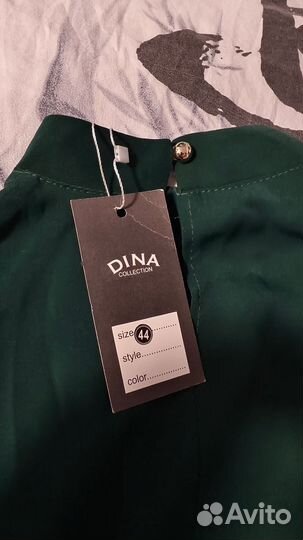 DINA
COLLECTION
size 44
style
color
Avito